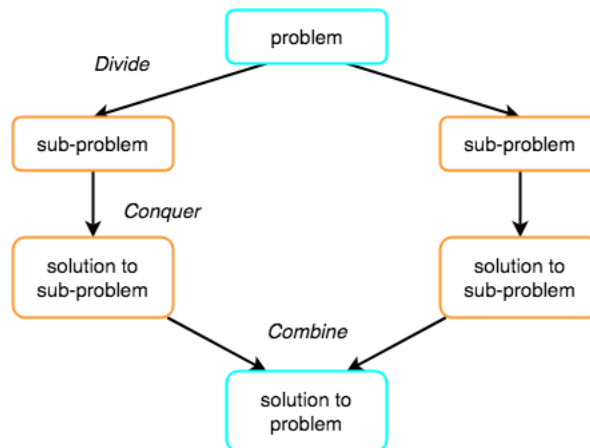 problem
Divide
sub-problem
sub-problem
Conquer
solution to
sub-problem
solution to
sub-problem
Combine
solution to
problem